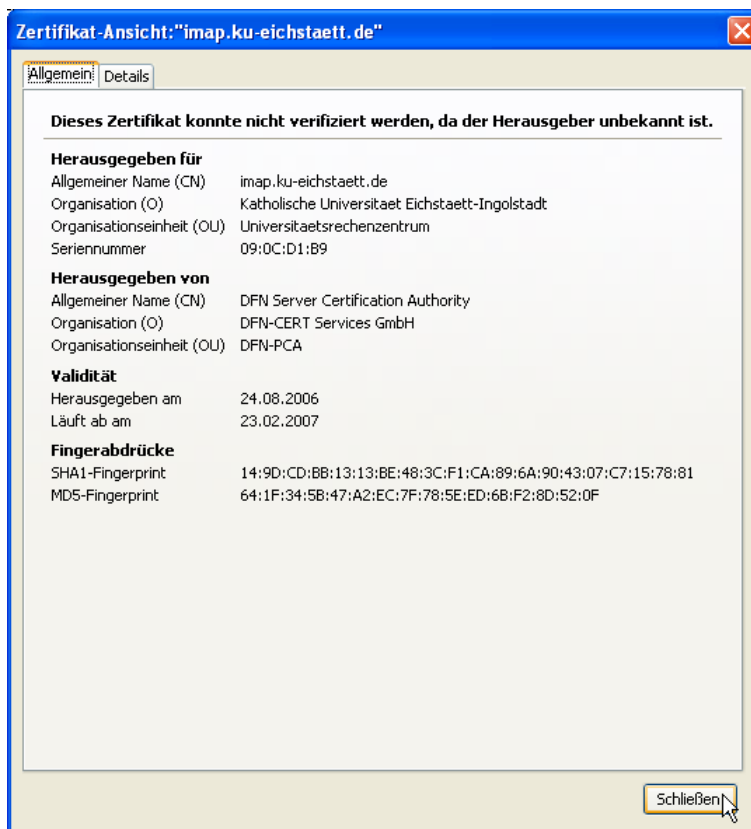 Zertifikat-Ansicht:"imap.ku-eichstaett.de"
Allgemein Details
Dieses Zertifikat konnte nicht verifiziert werden, da der Herausgeber unbekannt ist.
Herausgegeben für
Allgemeiner Name (CN) imap.ku-eichstaett.de
Organisation (O) Katholische Universitaet Eichstaett-Ingolstadt
Organisationseinheit (OU) Universitaetsrechenzentrum
Seriennummer 09:0C:D1:B9
Herausgegeben von
Allgemeiner Name (CN) DFN Server Certification Authority
Organisation (O) DFN-CERT Services GmbH
Organisationseinheit (OU) DFN-PCA
Validität
Herausgegeben am 24.08.2006
Läuft ab am 23.02.2007
Fingerabdrücke
SHA1-Fingerprint 14:9D:CD:BB:13:13:BE:48:3C:F1:CA:89:6A:90:43:07:C7:15:78:81
MD5-Fingerprint 64:1F:34:5B:47:A2:EC:7F:78:5E:ED:6B:F2:8D:52:0F
Schließen